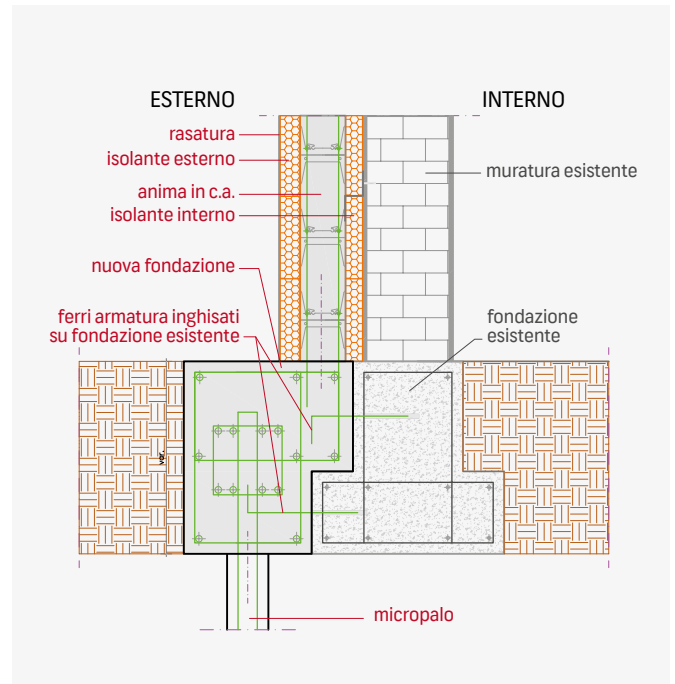 ESTERNO
INTERNO
rasatura
isolante esterno
muratura esistente
anima in c.a.
isolante interno
nuova fondazione
ferri armatura inghisati
su fondazione esistente
fondazione
esistente
var.
micropalo